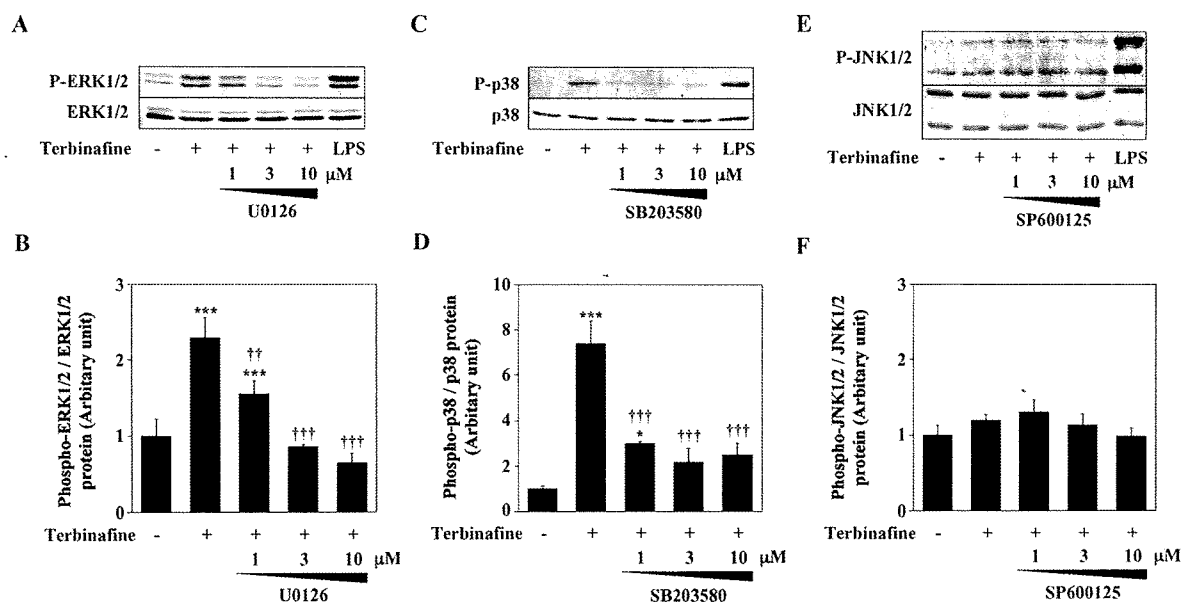 A
P-ERK1/2
ERK1/2
Terbinafine - + + + + LPS
1 3 10 μM
U0126
C
P-p38
p38
Terbinafine - + + + + LPS
1 3 10 μM
SB203580
E
P-JNK1/2
JNK1/2
Terbinafine - + + + + LPS
1 3 10 μM
SP600125
B
Phospho-ERK1/2 / ERK1/2
protein (Arbitary unit)
3
2
1
0
***
††
***
†††
†††
Terbinafine - + + + +
1 3 10 μM
U0126
D
Phospho-p38 / p38 protein
(Arbitary unit)
10
8
6
4
2
0
***
†††
*
†††
†††
Terbinafine - + + + +
1 3 10 μM
SB203580
F
Phospho-JNK1/2 / JNK1/2
protein (Arbitary unit)
3
2
1
0
Terbinafine - + + + +
1 3 10 μM
SP600125